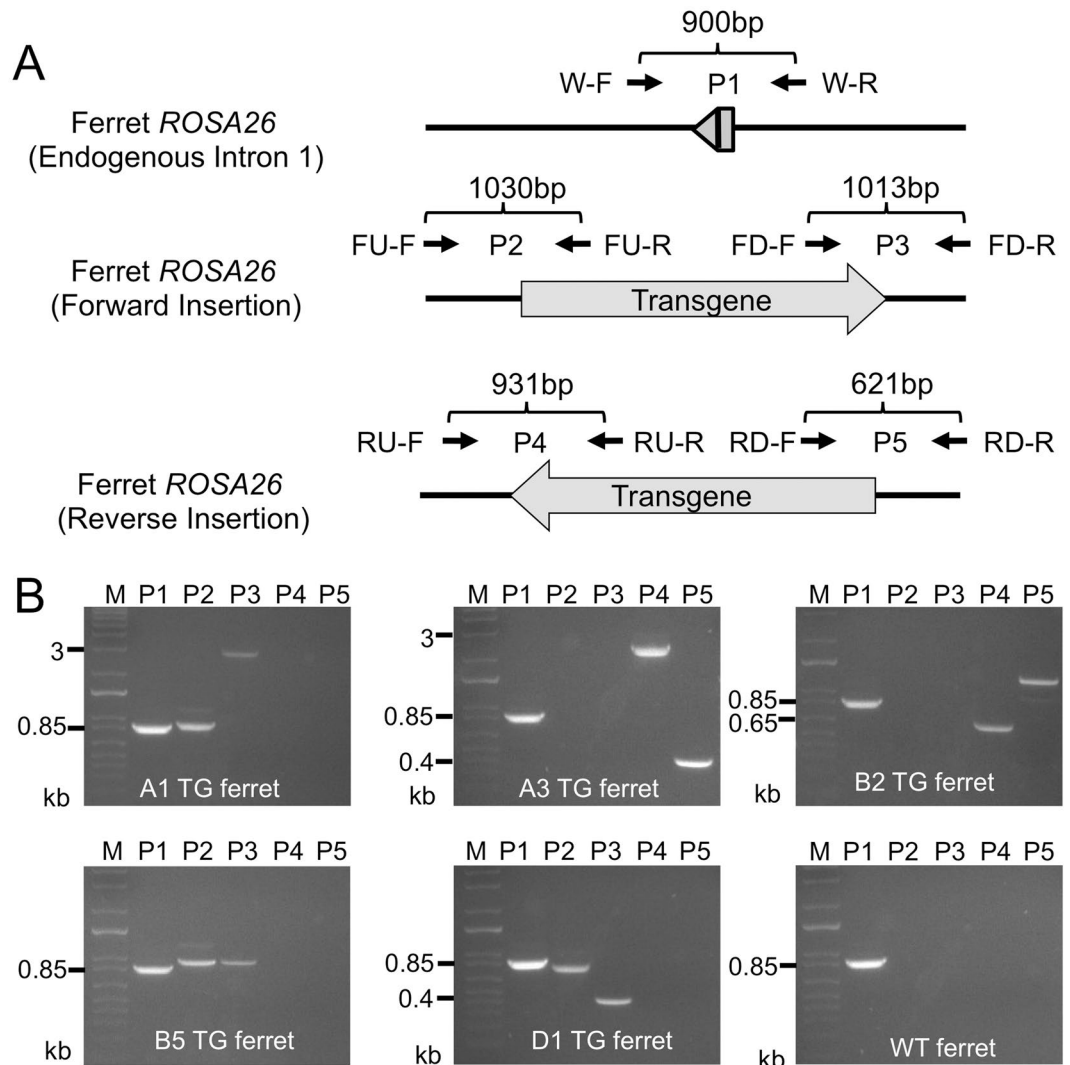 A
900bp
W-F P1 W-R
Ferret ROSA26
(Endogenous Intron 1)
1030bp 1013bp
FU-F P2 FU-R FD-F P3 FD-R
Ferret ROSA26
(Forward Insertion)
Transgene
931bp 621bp
RU-F P4 RU-R RD-F P5 RD-R
Ferret ROSA26
(Reverse Insertion)
Transgene
B
M P1 P2 P3 P4 P5
3
0.85
kb
A1 TG ferret
M P1 P2 P3 P4 P5
3
0.85
0.4
kb
A3 TG ferret
M P1 P2 P3 P4 P5
0.85
0.65
kb
B2 TG ferret
M P1 P2 P3 P4 P5
0.85
kb
B5 TG ferret
M P1 P2 P3 P4 P5
0.85
0.4
kb
D1 TG ferret
M P1 P2 P3 P4 P5
0.85
kb
WT ferret